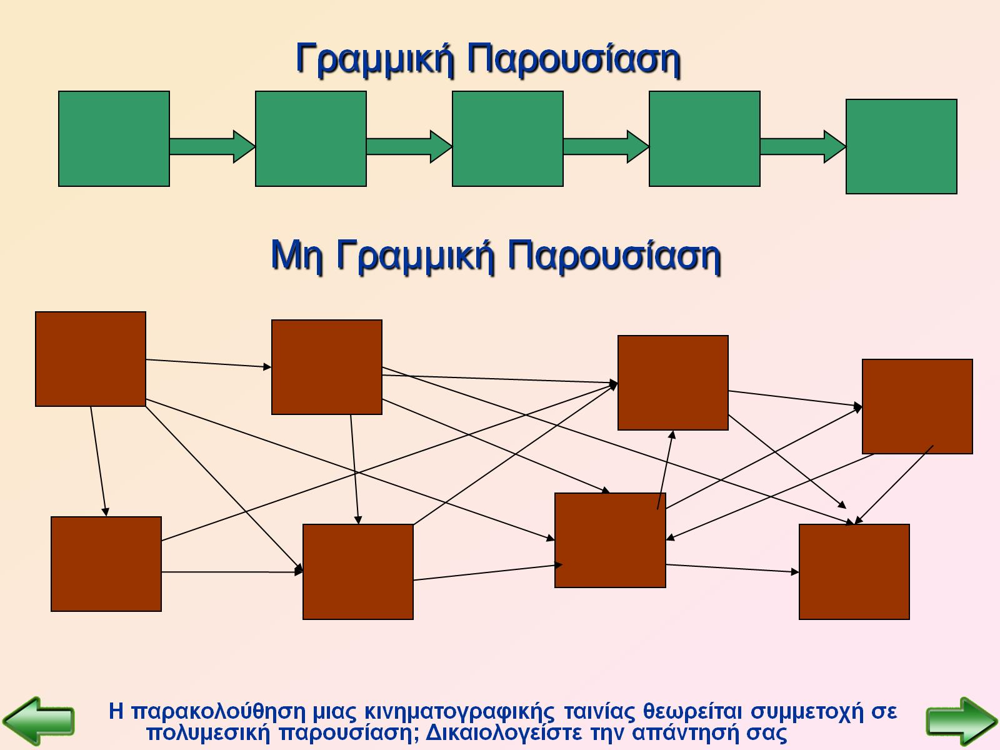 Γραμμική Παρουσίαση
Μη Γραμμική Παρουσίαση
Η παρακολούθηση μιας κινηματογραφικής ταινίας θεωρείται συμμετοχή σε
πολυμεσική παρουσίαση; Δικαιολογείστε την απάντησή σας